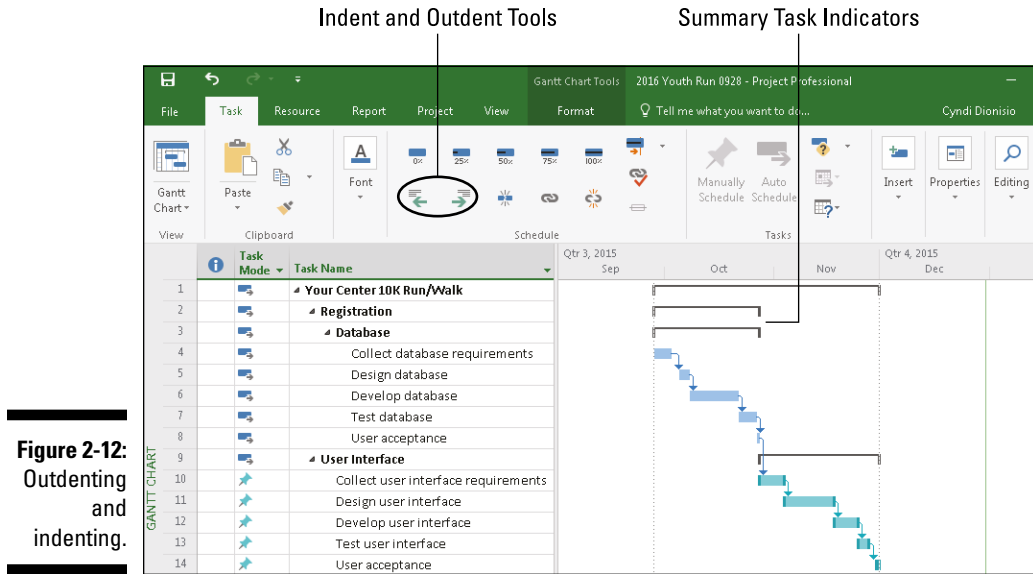 Indent and Outdent Tools
Summary Task Indicators
Gantt Chart Tools
2016 Youth Run 0928 - Project Professional
File
Task
Resource
Report
Project
View
Format
Tell me what you want to do...
Cyndi Dionisio
Gantt
Chart
View
Paste
Clipboard
A
Font
0%
25%
50%
75%
100%
Schedule
Manually
Schedule
Auto
Schedule
Tasks
Insert
Properties
Editing
Task
Mode
Task Name
Qtr 3, 2015
Qtr 4, 2015
Sep
Oct
Nov
Dec
1 Your Center 10K Run/Walk
2 Registration
3 Database
4 Collect database requirements
5 Design database
6 Develop database
7 Test database
8 User acceptance
9 User Interface
10 Collect user interface requirements
11 Design user interface
12 Develop user interface
13 Test user interface
14 User acceptance
GANTT CHART
Figure 2-12:
Outdenting
and
indenting.